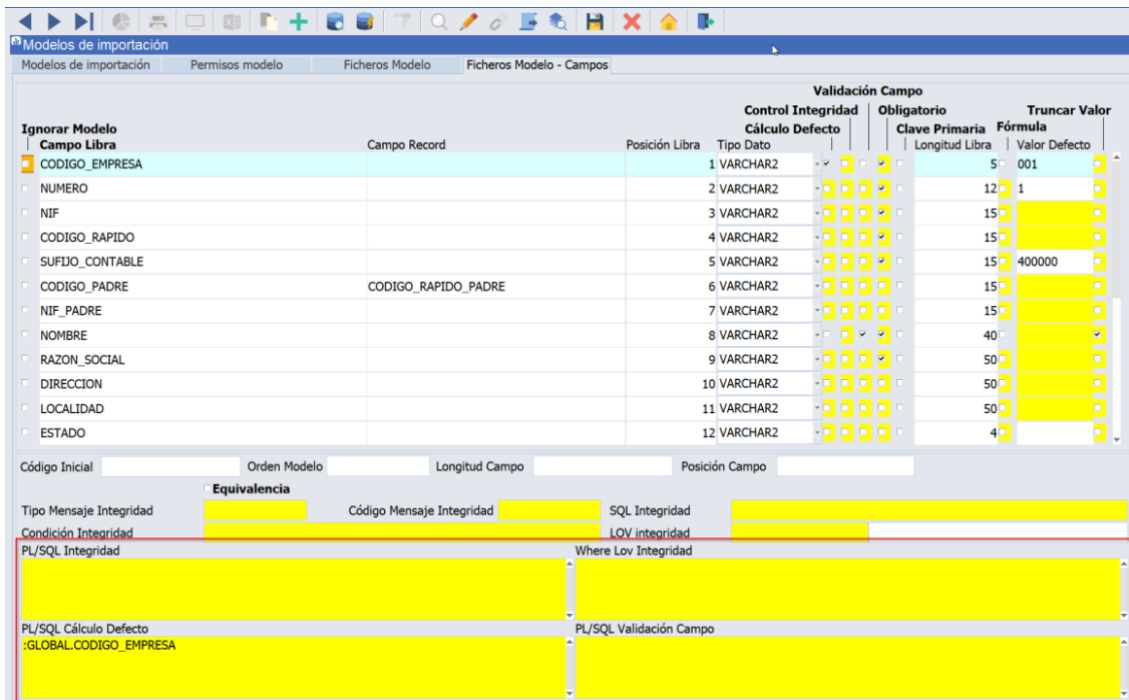 Modelos de importación
Modelos de importación Permisos modelo Ficheros Modelo Ficheros Modelo - Campos
Validación Campo
Control Integridad Obligatorio Truncar Valor
Ignorar Modelo Cálculo Defecto Clave Primaria Fórmula
Campo Libra Campo Record Posición Libra Tipo Dato Longitud Libra Valor Defecto
CODIGO_EMPRESA 1 VARCHAR2 5 001
NUMERO 2 VARCHAR2 12 1
NIF 3 VARCHAR2 15
CODIGO_RAPIDO 4 VARCHAR2 15
SUFIJO_CONTABLE 5 VARCHAR2 15 400000
CODIGO_PADRE CODIGO_RAPIDO_PADRE 6 VARCHAR2 15
NIF_PADRE 7 VARCHAR2 15
NOMBRE 8 VARCHAR2 40
RAZON_SOCIAL 9 VARCHAR2 50
DIRECCION 10 VARCHAR2 50
LOCALIDAD 11 VARCHAR2 50
ESTADO 12 VARCHAR2 4
Código Inicial Orden Modelo Longitud Campo Posición Campo
Equivalencia
Tipo Mensaje Integridad Código Mensaje Integridad SQL Integridad
Condición Integridad LOV integridad
PL/SQL Integridad Where Lov Integridad
PL/SQL Cálculo Defecto PL/SQL Validación Campo
:GLOBAL.CODIGO_EMPRESA